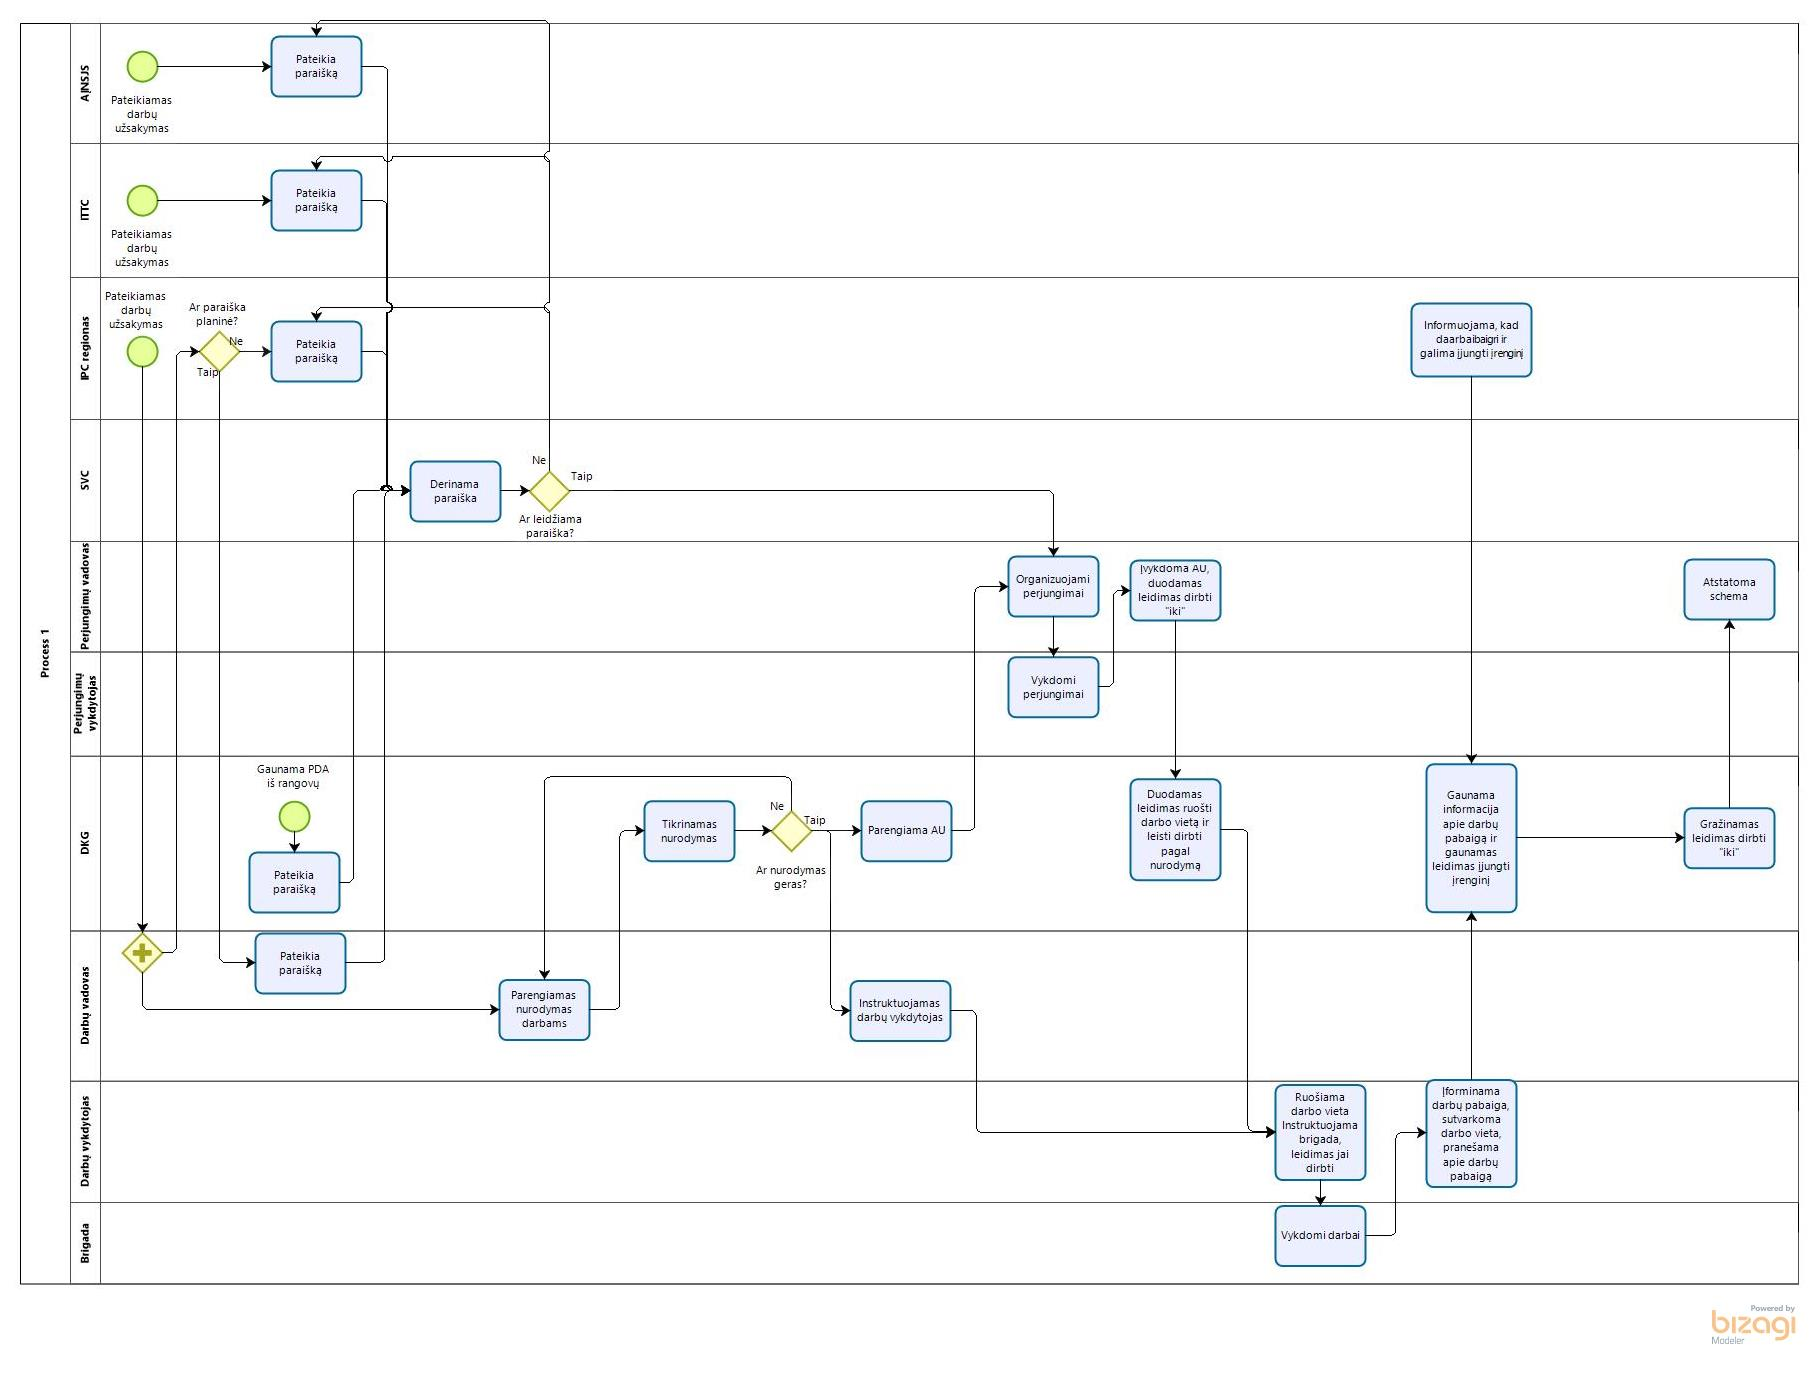 Process 1
AĮNSJS
Pateikiamas
darbų
užsakymas
Pateikia
paraišką
ITTC
Pateikiamas
darbų
užsakymas
Pateikia
paraišką
IPC regionas
Pateikiamas
darbų
užsakymas
Ar paraiška
planinė?
Ne
Taip
Pateikia
paraišką
Informuojama, kad
daarbaibaigri ir
galima įjungti įrenginį
SVC
Derinama
paraiška
Ne
Taip
Ar leidžiama
paraiška?
Perjungimų vadovas
Organizuojami
perjungimai
Įvykdoma AU,
duodamas
leidimas dirbti
"iki"
Atstatoma
schema
Perjungimų
vykdytojas
Vykdomi
perjungimai
DKG
Gaunama PDA
iš rangovų
Pateikia
paraišką
Tikrinamas
nurodymas
Ne
Taip
Ar nurodymas
geras?
Parengiama AU
Duodamas
leidimas ruošti
darbo vietą ir
leisti dirbti
pagal
nurodymą
Gaunama
informacija
apie darbų
pabaigą ir
gaunamas
leidimas įjungti
įrenginį
Gražinamas
leidimas dirbti
"iki"
Darbų vadovas
Pateikia
paraišką
Parengiamas
nurodymas
darbams
Instruktuojamas
darbų vykdytojas
Darbų vykdytojas
Ruošiama
darbo vieta
Instruktuojama
brigada,
leidimas jai
dirbti
Įforminama
darbų pabaiga,
sutvarkoma
darbo vieta,
pranešama
apie darbų
pabaigą
Brigada
Vykdomi darbai
Powered by
bizagi
Modeler